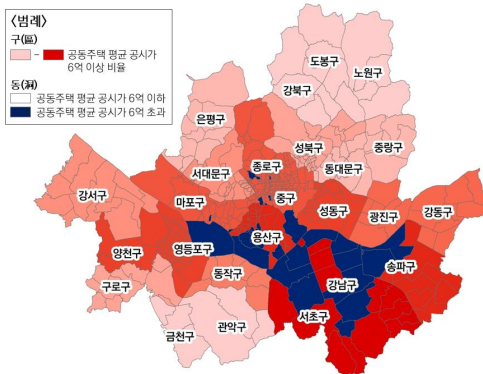 〈범례〉
구(區)
- 공동주택 평균 공시가
6억 이상 비율
동(洞)
공동주택 평균 공시가 6억 이하
공동주택 평균 공시가 6억 초과
도봉구
노원구
강북구
은평구
성북구
중랑구
서대문구
종로구
동대문구
강서구
마포구
중구
성동구
광진구
강동구
양천구
영등포구
용산구
송파구
구로구
동작구
강남구
서초구
금천구
관악구